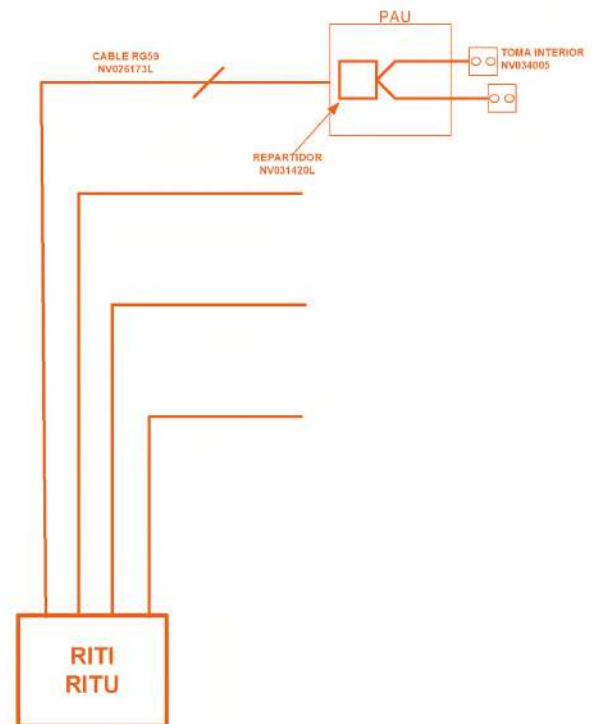 PAU
CABLE RG59
NV026173L
TOMA INTERIOR
NV034005
REPARTIDOR
NV031420L
RITI
RITU